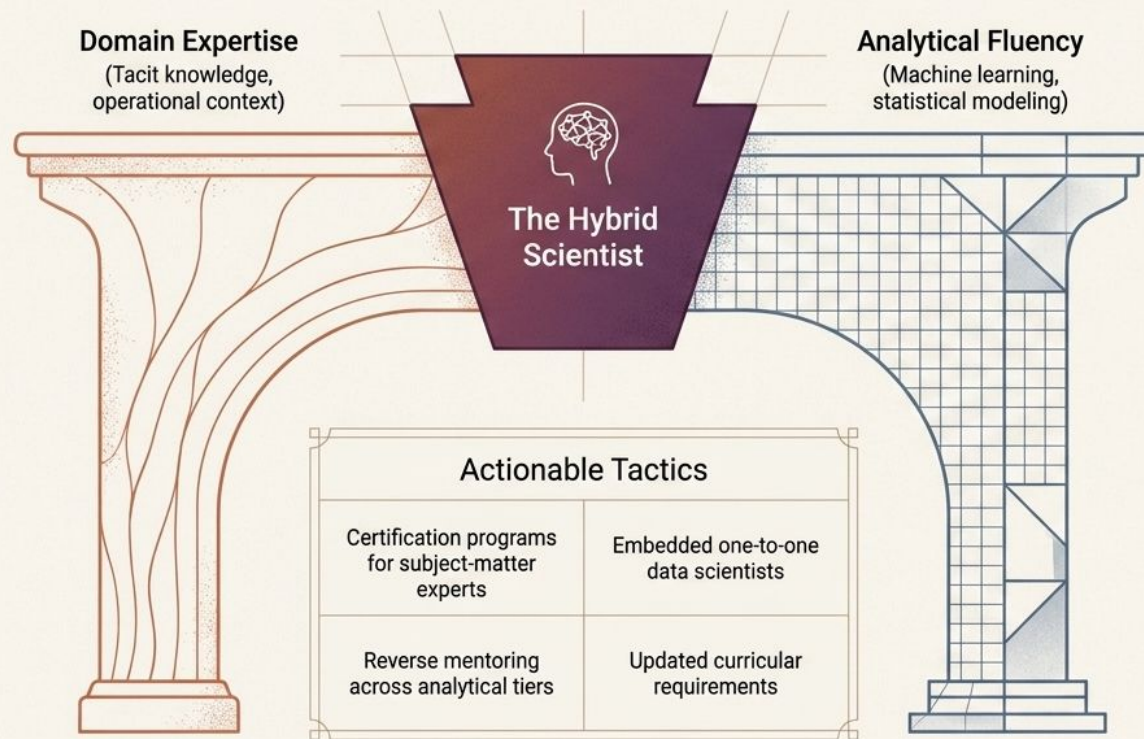 Domain Expertise
(Tacit knowledge,
operational context)
Analytical Fluency
(Machine learning,
statistical modeling)
The Hybrid
Scientist
Actionable Tactics
Certification programs
for subject-matter
experts
Embedded one-to-one
data scientists
Reverse mentoring
across analytical tiers
Updated curricular
requirements